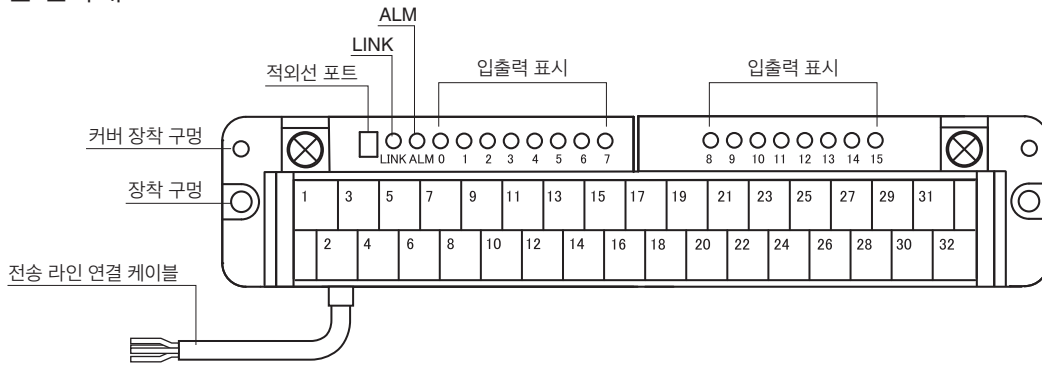 ALM
LINK
적외선 포트
입출력 표시
입출력 표시
커버 장착 구멍
LINK ALM 0 1 2 3 4 5 6 7
8 9 10 11 12 13 14 15
장착 구멍
1 3 5 7 9 11 13 15 17 19 21 23 25 27 29 31
2 4 6 8 10 12 14 16 18 20 22 24 26 28 30 32
전송 라인 연결 케이블